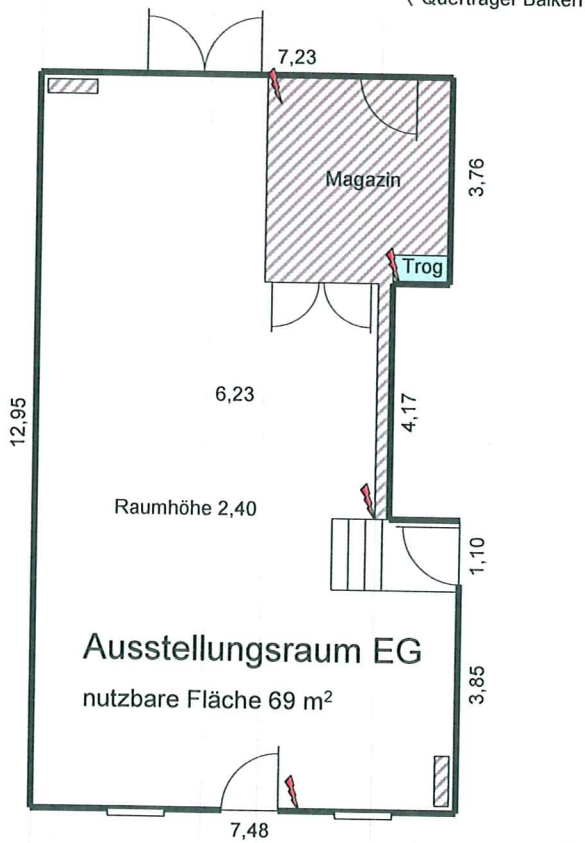 Querträger Balken
7,23
Magazin
3,76
Trog
6,23
4,17
12,95
Raumhöhe 2,40
1,10
Ausstellungsraum EG
nutzbare Fläche 69 m²
3,85
7,48